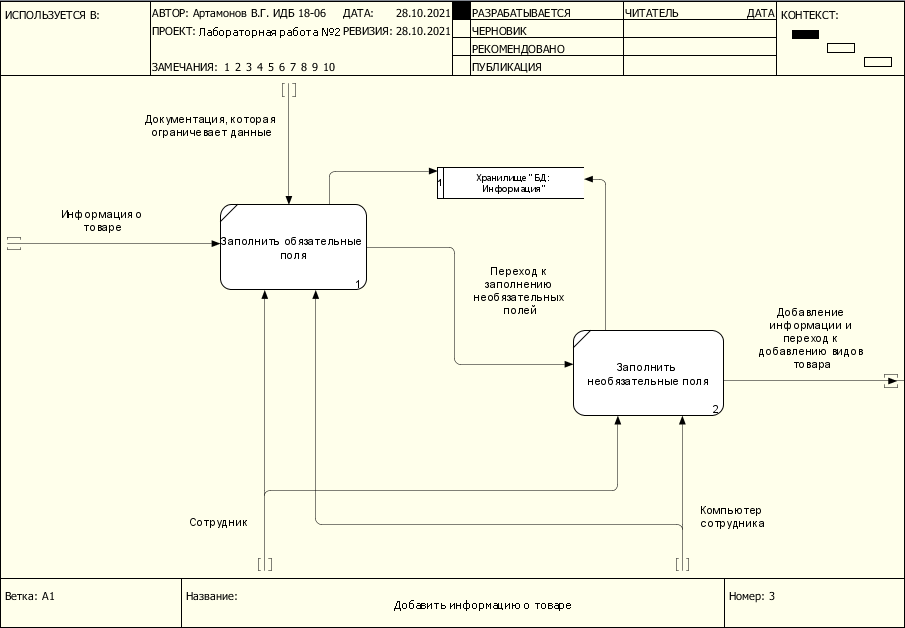 ИСПОЛЬЗУЕТСЯ В:
АВТОР: Артамонов В.Г. ИДБ 18-06 ДАТА: 28.10.2021
ПРОЕКТ: Лабораторная работа №2 РЕВИЗИЯ: 28.10.2021
ЗАМЕЧАНИЯ: 1 2 3 4 5 6 7 8 9 10
РАЗРАБАТЫВАЕТСЯ
ЧЕРНОВИК
РЕКОМЕНДОВАНО
ПУБЛИКАЦИЯ
ЧИТАТЕЛЬ ДАТА
КОНТЕКСТ:
Документация, которая
ограничевает данные
Хранилище "БД:
Информация"
1
Информация о
товаре
Заполнить обязательные
поля
1
Переход к
заполнению
необязательных
полей
Добавление
информации и
переход к
добавлению видов
товара
Заполнить
необязательные поля
2
Сотрудник
Компьютер
сотрудника
Ветка: A1
Название:
Добавить информацию о товаре
Номер: 3